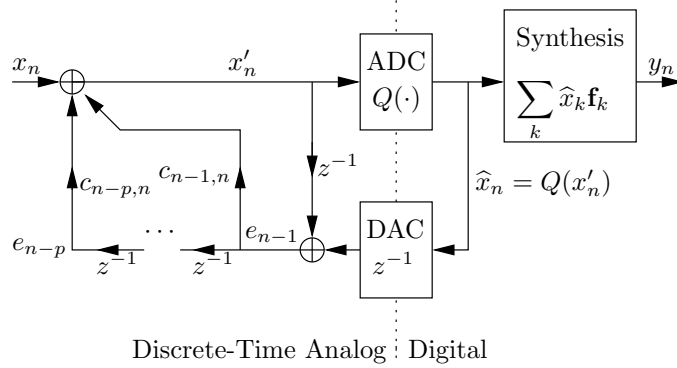 x_n
x'_n
ADC
Q(·)
Synthesis
∑_k x̂_k f_k
y_n
c_{n-p,n}
c_{n-1,n}
z^{-1}
x̂_n = Q(x'_n)
e_{n-p}
z^{-1}
···
z^{-1}
e_{n-1}
DAC
z^{-1}
Discrete-Time Analog
Digital